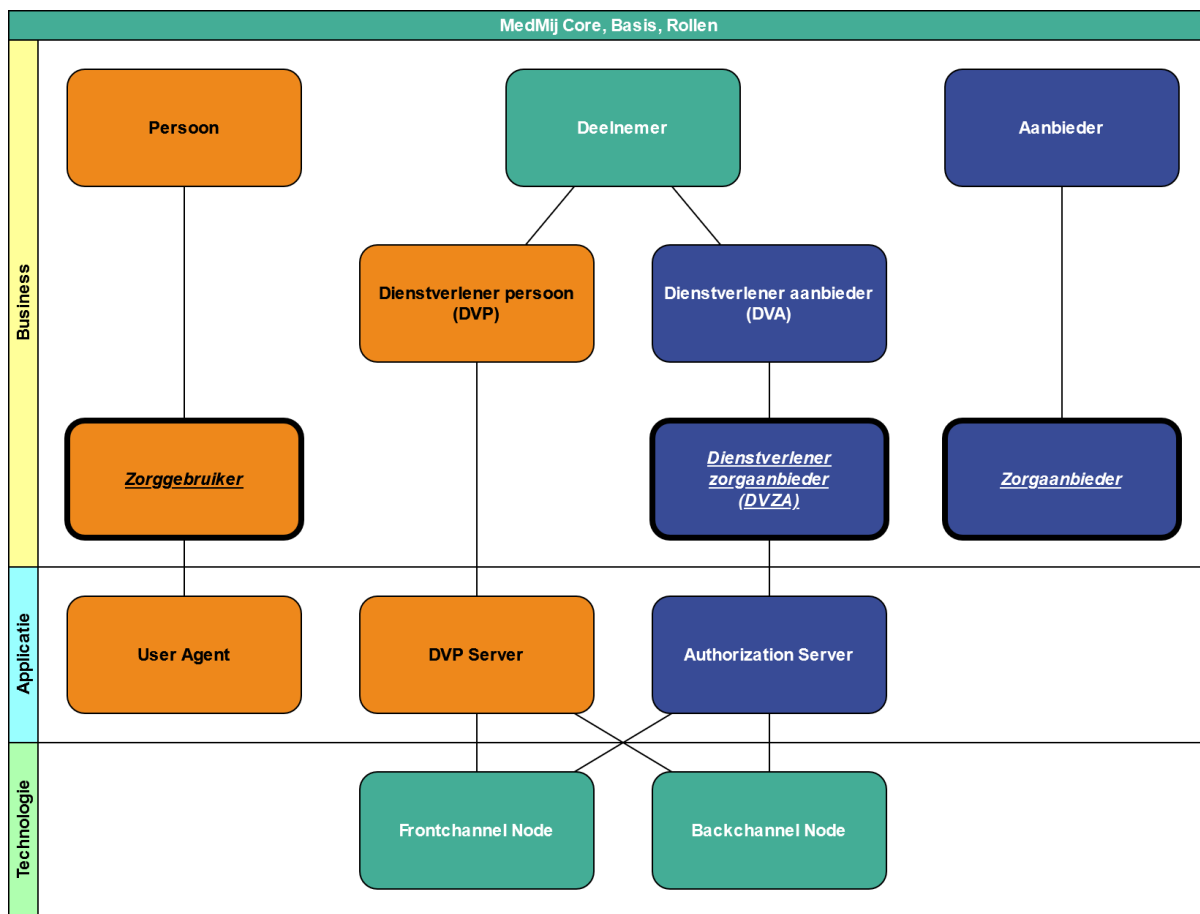 MedMij Core, Basis, Rollen
Business
Persoon
Deelnemer
Aanbieder
Dienstverlener persoon
(DVP)
Dienstverlener aanbieder
(DVA)
Zorggebruiker
Dienstverlener
zorgaanbieder
(DVZA)
Zorgaanbieder
Applicatie
User Agent
DVP Server
Authorization Server
Technologie
Frontchannel Node
Backchannel Node